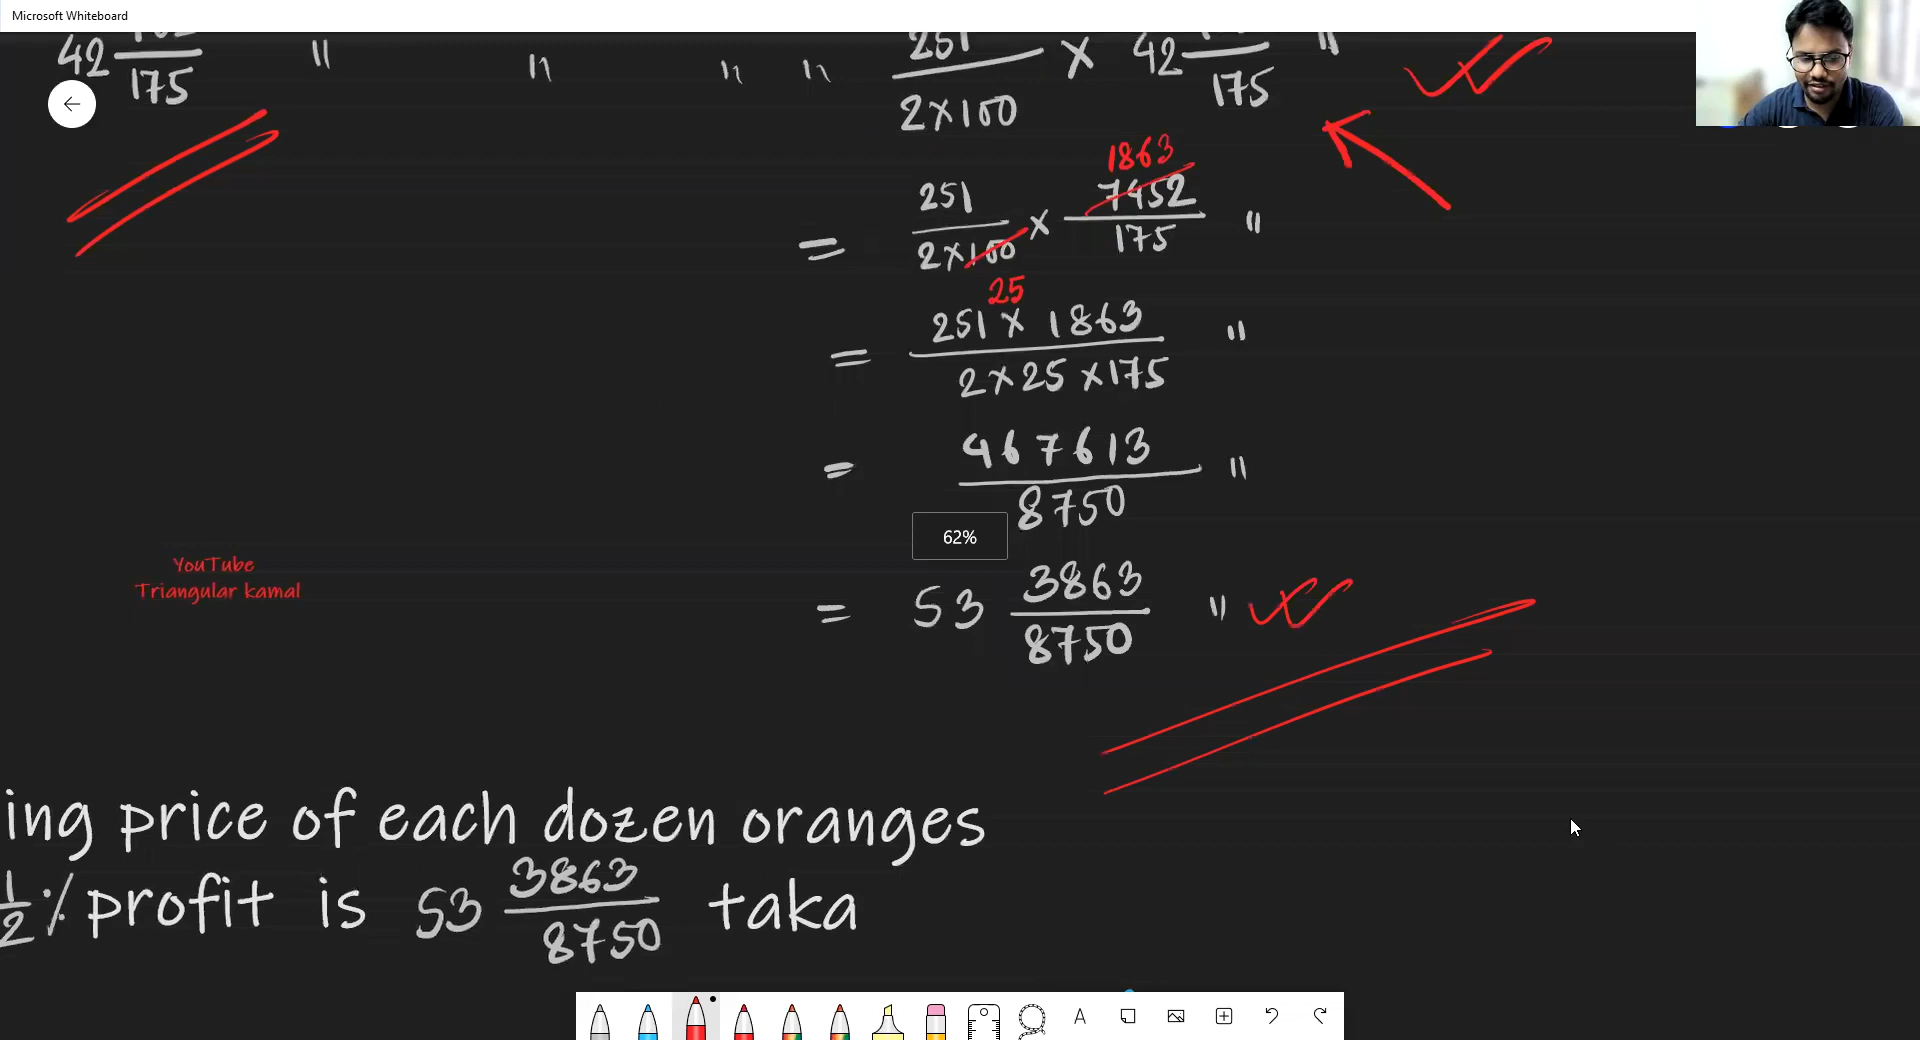 Microsoft Whiteboard
42 /175 " " " " 251/2×100 × 42 /175 "
1863
= 251/2×100 × 7452/175 "
25
= 251 × 1863/2×25×175 "
= 467613/8750 "
62%
YouTube
Triangular kamal
= 53 3863/8750 "
ing price of each dozen oranges
1/2 % profit is 53 3863/8750 taka
A